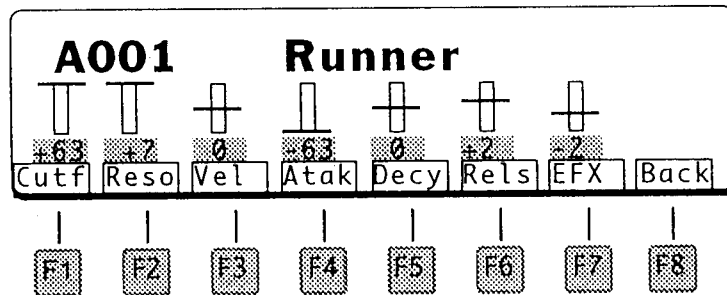 A001 Runner
+63 +7 0 -63 0 +2 -2
Cutf Reso Vel Atak Decy Rels EFX Back
F1 F2 F3 F4 F5 F6 F7 F8